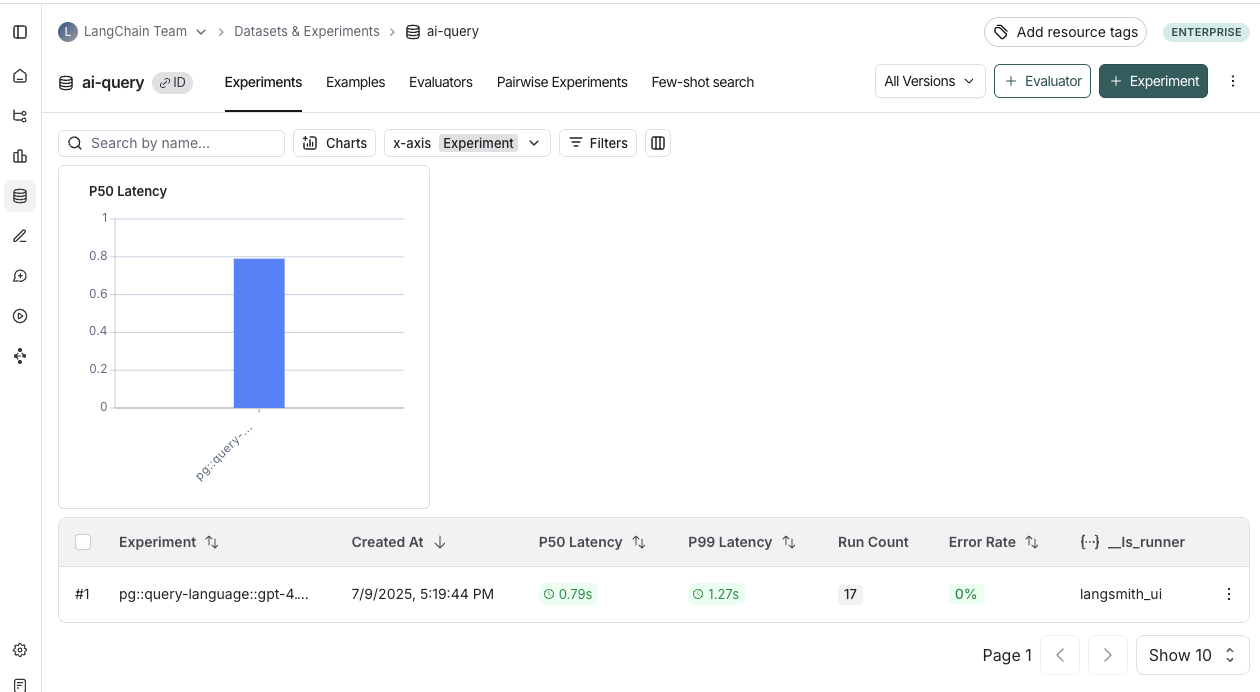 L LangChain Team > Datasets & Experiments > ai-query Add resource tags ENTERPRISE
ai-query ID Experiments Examples Evaluators Pairwise Experiments Few-shot search All Versions + Evaluator + Experiment
Search by name... Charts x-axis Experiment Filters
P50 Latency
1
0.8
0.6
0.4
0.2
0
pg::query-...
Experiment Created At P50 Latency P99 Latency Run Count Error Rate {···} __ls_runner
#1 pg::query-language::gpt-4.... 7/9/2025, 5:19:44 PM 0.79s 1.27s 17 0% langsmith_ui
Page 1 Show 10